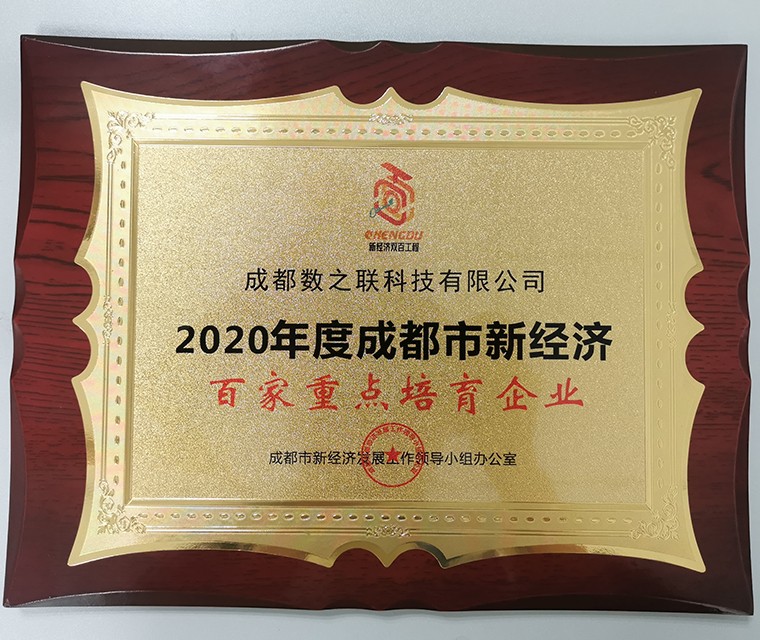 CHENGDU
新经济双百工程
成都数之联科技有限公司
2020年度成都市新经济
百家重点培育企业
成都市新经济发展工作领导小组办公室